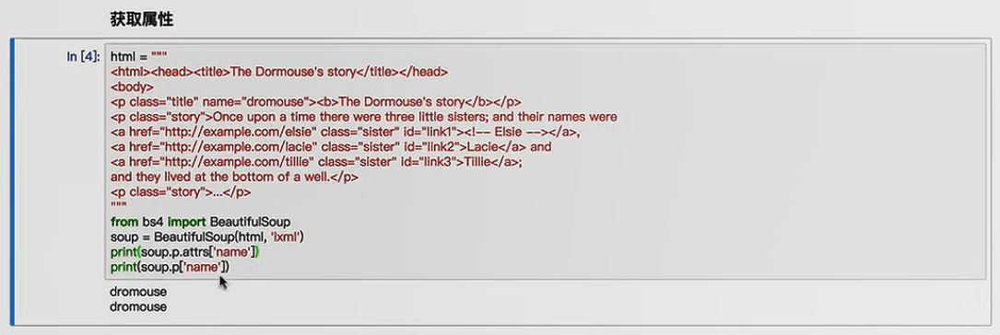 获取属性
In [4]: html = """
<html><head><title>The Dormouse's story</title></head>
<body>
<p class="title" name="dromouse"><b>The Dormouse's story</b></p>
<p class="story">Once upon a time there were three little sisters; and their names were
<a href="http://example.com/elsie" class="sister" id="link1"><!-- Elsie --></a>,
<a href="http://example.com/lacie" class="sister" id="link2">Lacie</a> and
<a href="http://example.com/tillie" class="sister" id="link3">Tillie</a>;
and they lived at the bottom of a well.</p>
<p class="story">...</p>
"""
from bs4 import BeautifulSoup
soup = BeautifulSoup(html, 'lxml')
print(soup.p.attrs['name'])
print(soup.p['name'])
dromouse
dromouse